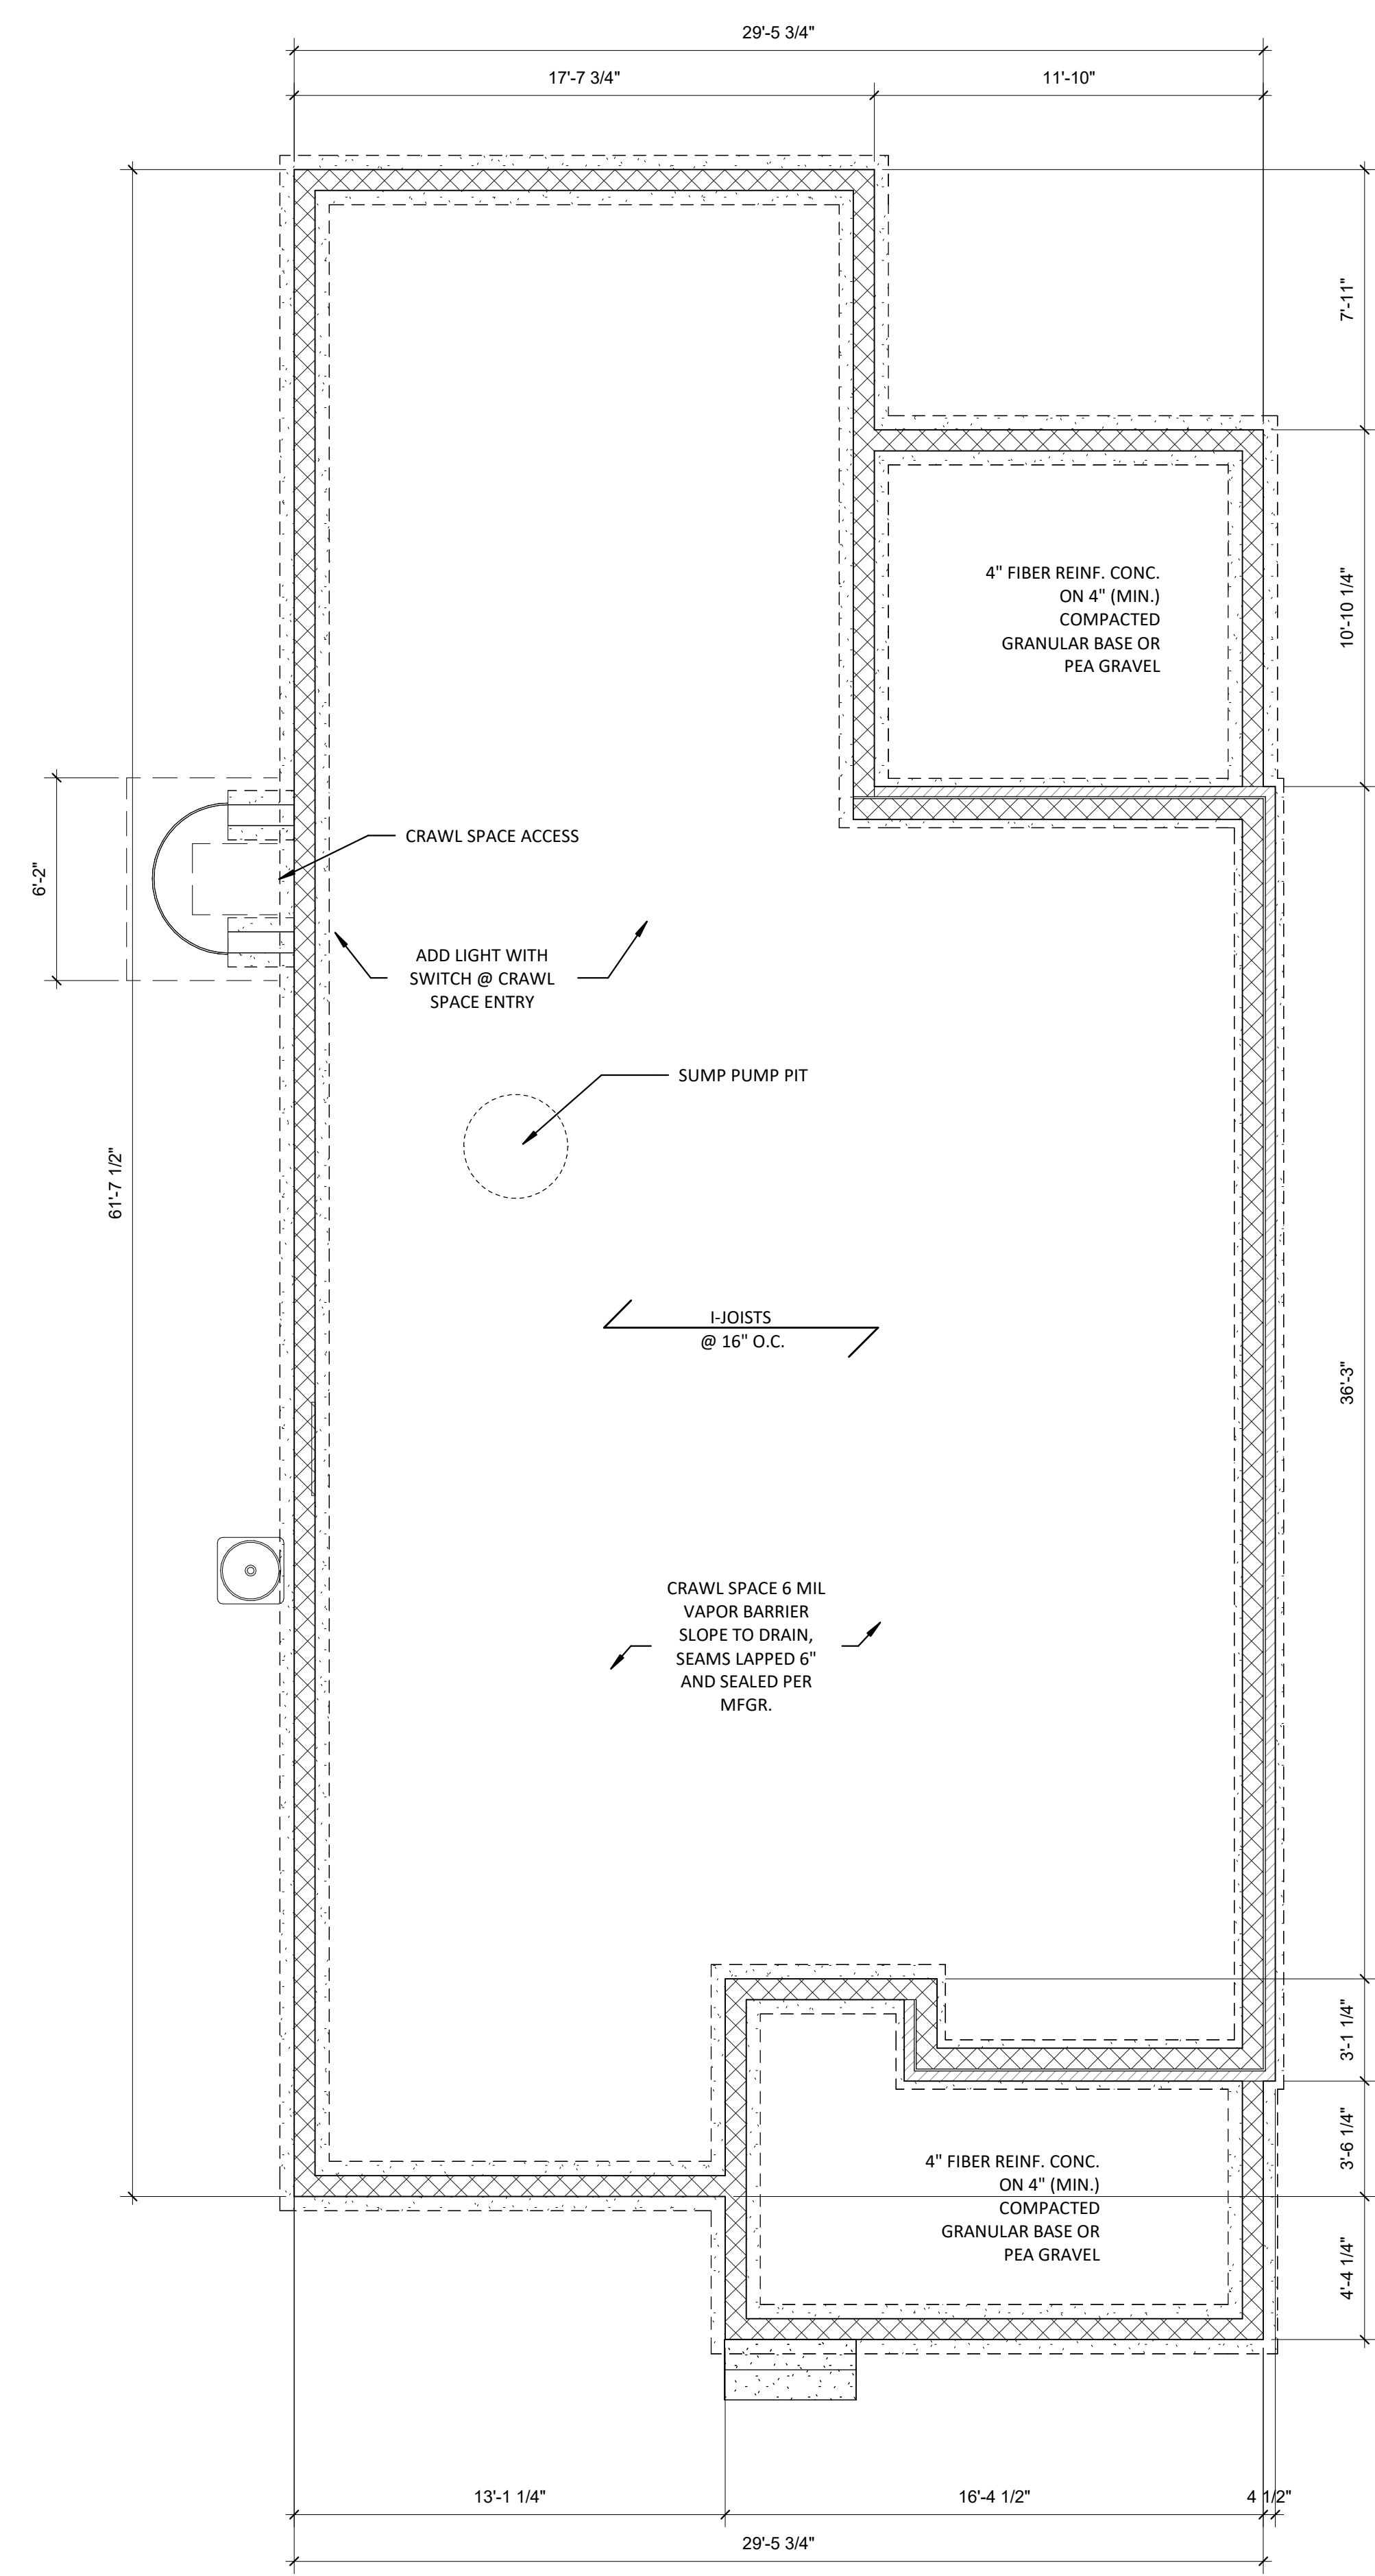 29'-5 3/4"
17'-7 3/4"
11'-10"
7'-11"
4" FIBER REINF. CONC.
ON 4" (MIN.)
COMPACTED
GRANULAR BASE OR
PEA GRAVEL
10'-10 1/4"
CRAWL SPACE ACCESS
6'-2"
ADD LIGHT WITH
SWITCH @ CRAWL
SPACE ENTRY
SUMP PUMP PIT
61'-7 1/2"
I-JOISTS
@ 16" O.C.
36'-3"
CRAWL SPACE 6 MIL
VAPOR BARRIER
SLOPE TO DRAIN,
SEAMS LAPPED 6"
AND SEALED PER
MFGR.
3'-1 1/4"
3'-6 1/4"
4" FIBER REINF. CONC.
ON 4" (MIN.)
COMPACTED
GRANULAR BASE OR
PEA GRAVEL
4'-4 1/4"
13'-1 1/4"
16'-4 1/2"
4 1/2"
29'-5 3/4"